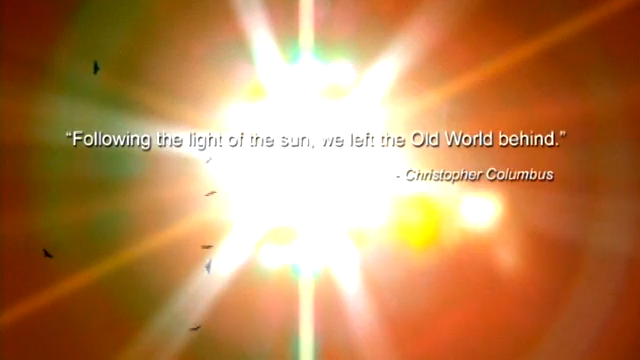 “Following the light of the sun, we left the Old World behind.”
- Christopher Columbus